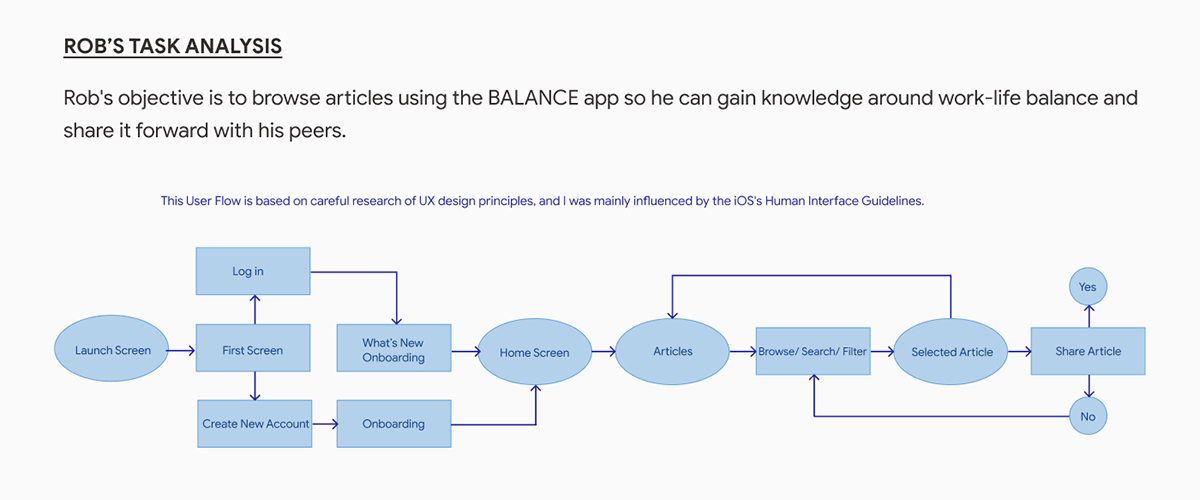 ROB’S TASK ANALYSIS
Rob's objective is to browse articles using the BALANCE app so he can gain knowledge around work-life balance and
share it forward with his peers.
This User Flow is based on careful research of UX design principles, and I was mainly influenced by the iOS's Human Interface Guidelines.
Log in
Launch Screen
First Screen
What's New
Onboarding
Create New Account
Onboarding
Home Screen
Articles
Browse/ Search/ Filter
Selected Article
Share Article
Yes
No